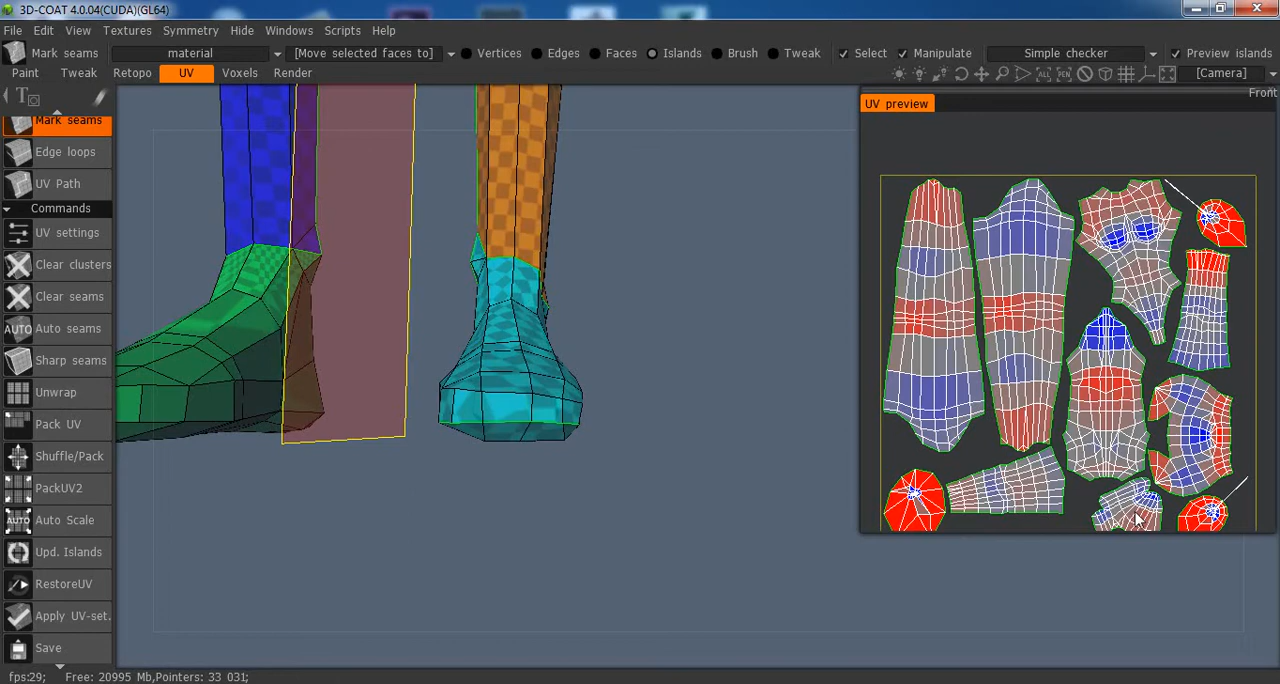 3D-COAT 4.0.04(CUDA)(GL64)
File Edit View Textures Symmetry Hide Windows Scripts Help
Mark seams material [Move selected faces to] Vertices Edges Faces Islands Brush Tweak Select Manipulate Simple checker Preview islands
Paint Tweak Retopo UV Voxels Render ALL PEN [Camera]
Front
UV preview
Mark seams
Edge loops
UV Path
Commands
UV settings
Clear clusters
Clear seams
AUTO Auto seams
Sharp seams
Unwrap
Pack UV
Shuffle/Pack
PackUV2
AUTO Auto Scale
Upd. Islands
RestoreUV
Apply UV-set.
Save
fps:29; Free: 20995 Mb,Pointers: 33 031;